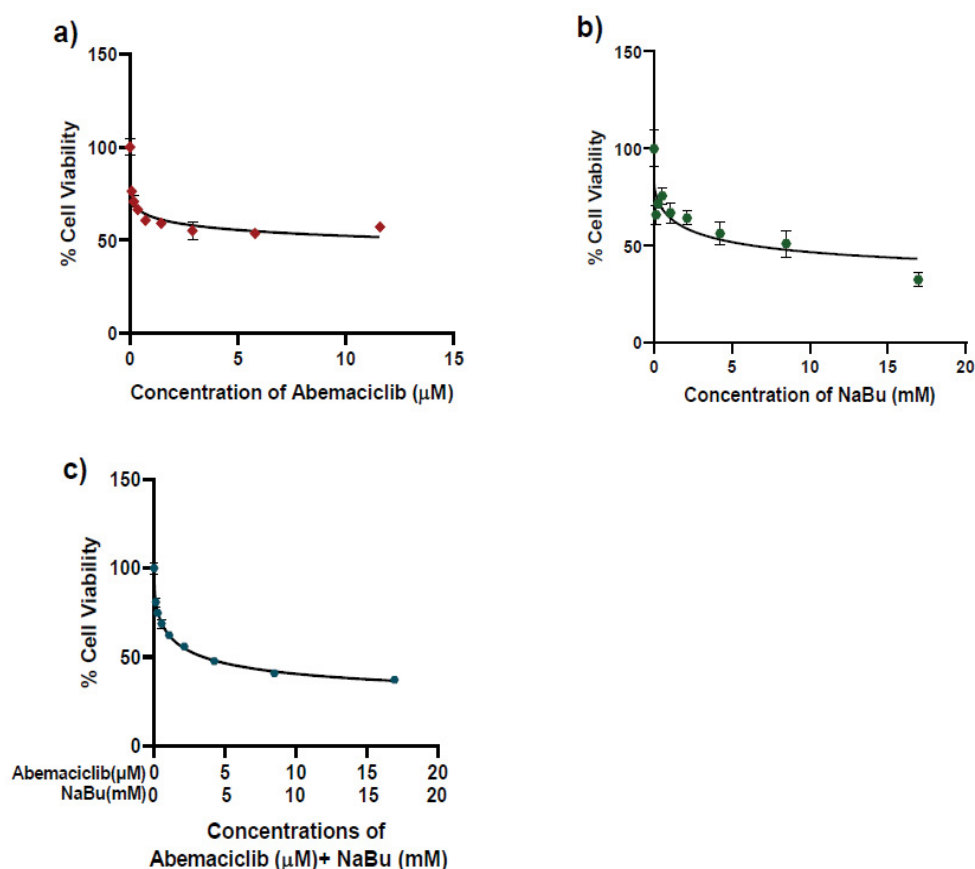 a)
150
100
50
0
% Cell Viability
0 5 10 15
Concentration of Abemaciclib (μM)
b)
150
100
50
0
% Cell Viability
0 5 10 15 20
Concentration of NaBu (mM)
c)
150
100
50
0
% Cell Viability
Abemaciclib(μM) 0 5 10 15 20
NaBu(mM) 0 5 10 15 20
Concentrations of
Abemaciclib (μM)+ NaBu (mM)